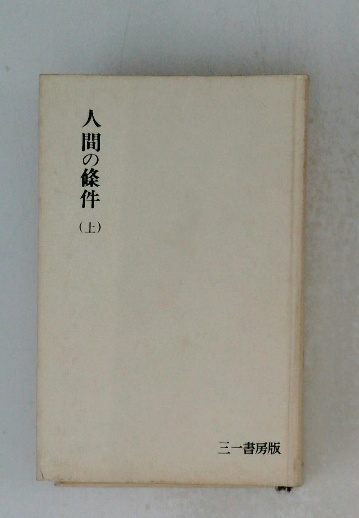 人間の條件
(上)
三一書房版